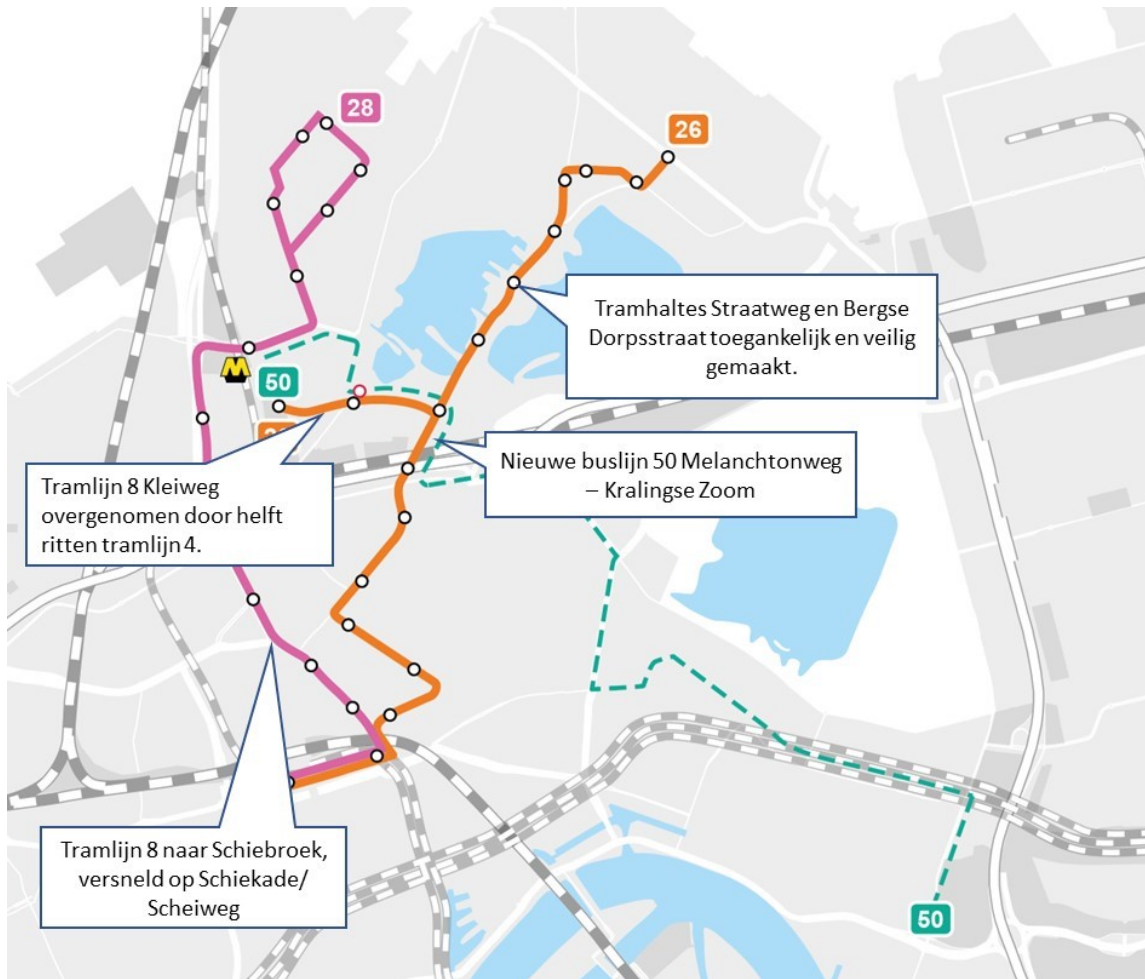 28
26
Tramhaltes Straatweg en Bergse
Dorpsstraat toegankelijk en veilig
gemaakt.
M
50
Nieuwe buslijn 50 Melanchtonweg
– Kralingse Zoom
Tramlijn 8 Kleiweg
overgenomen door helft
ritten tramlijn 4.
Tramlijn 8 naar Schiebroek,
versneld op Schiekade/
Scheiweg
50